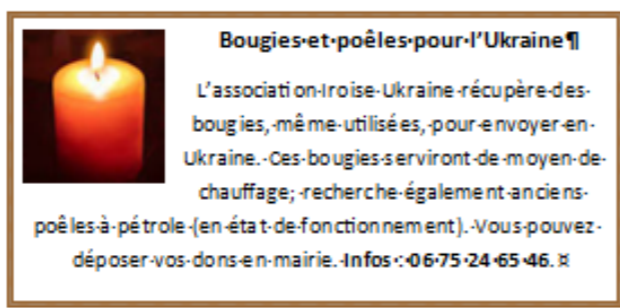 Bougies et poêles pour l'Ukraine¶
L'association Iroise Ukraine récupère des
bougies, même utilisées, pour envoyer en
Ukraine. Ces bougies serviront de moyen de
chauffage; recherche également anciens
poêles à pétrole (en état de fonctionnement). Vous pouvez
déposer vos dons en mairie. Infos : 06 75 24 65 46. ¤